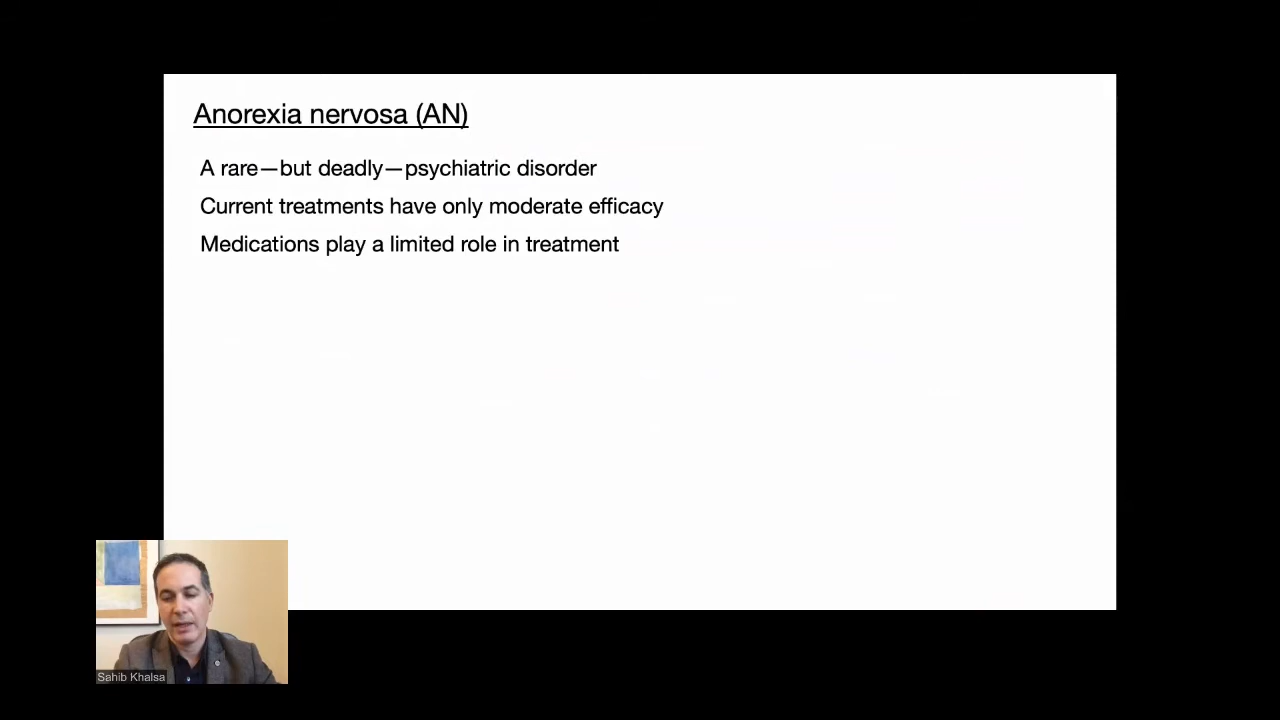 Anorexia nervosa (AN)
A rare—but deadly—psychiatric disorder
Current treatments have only moderate efficacy
Medications play a limited role in treatment
Sahib Khalsa